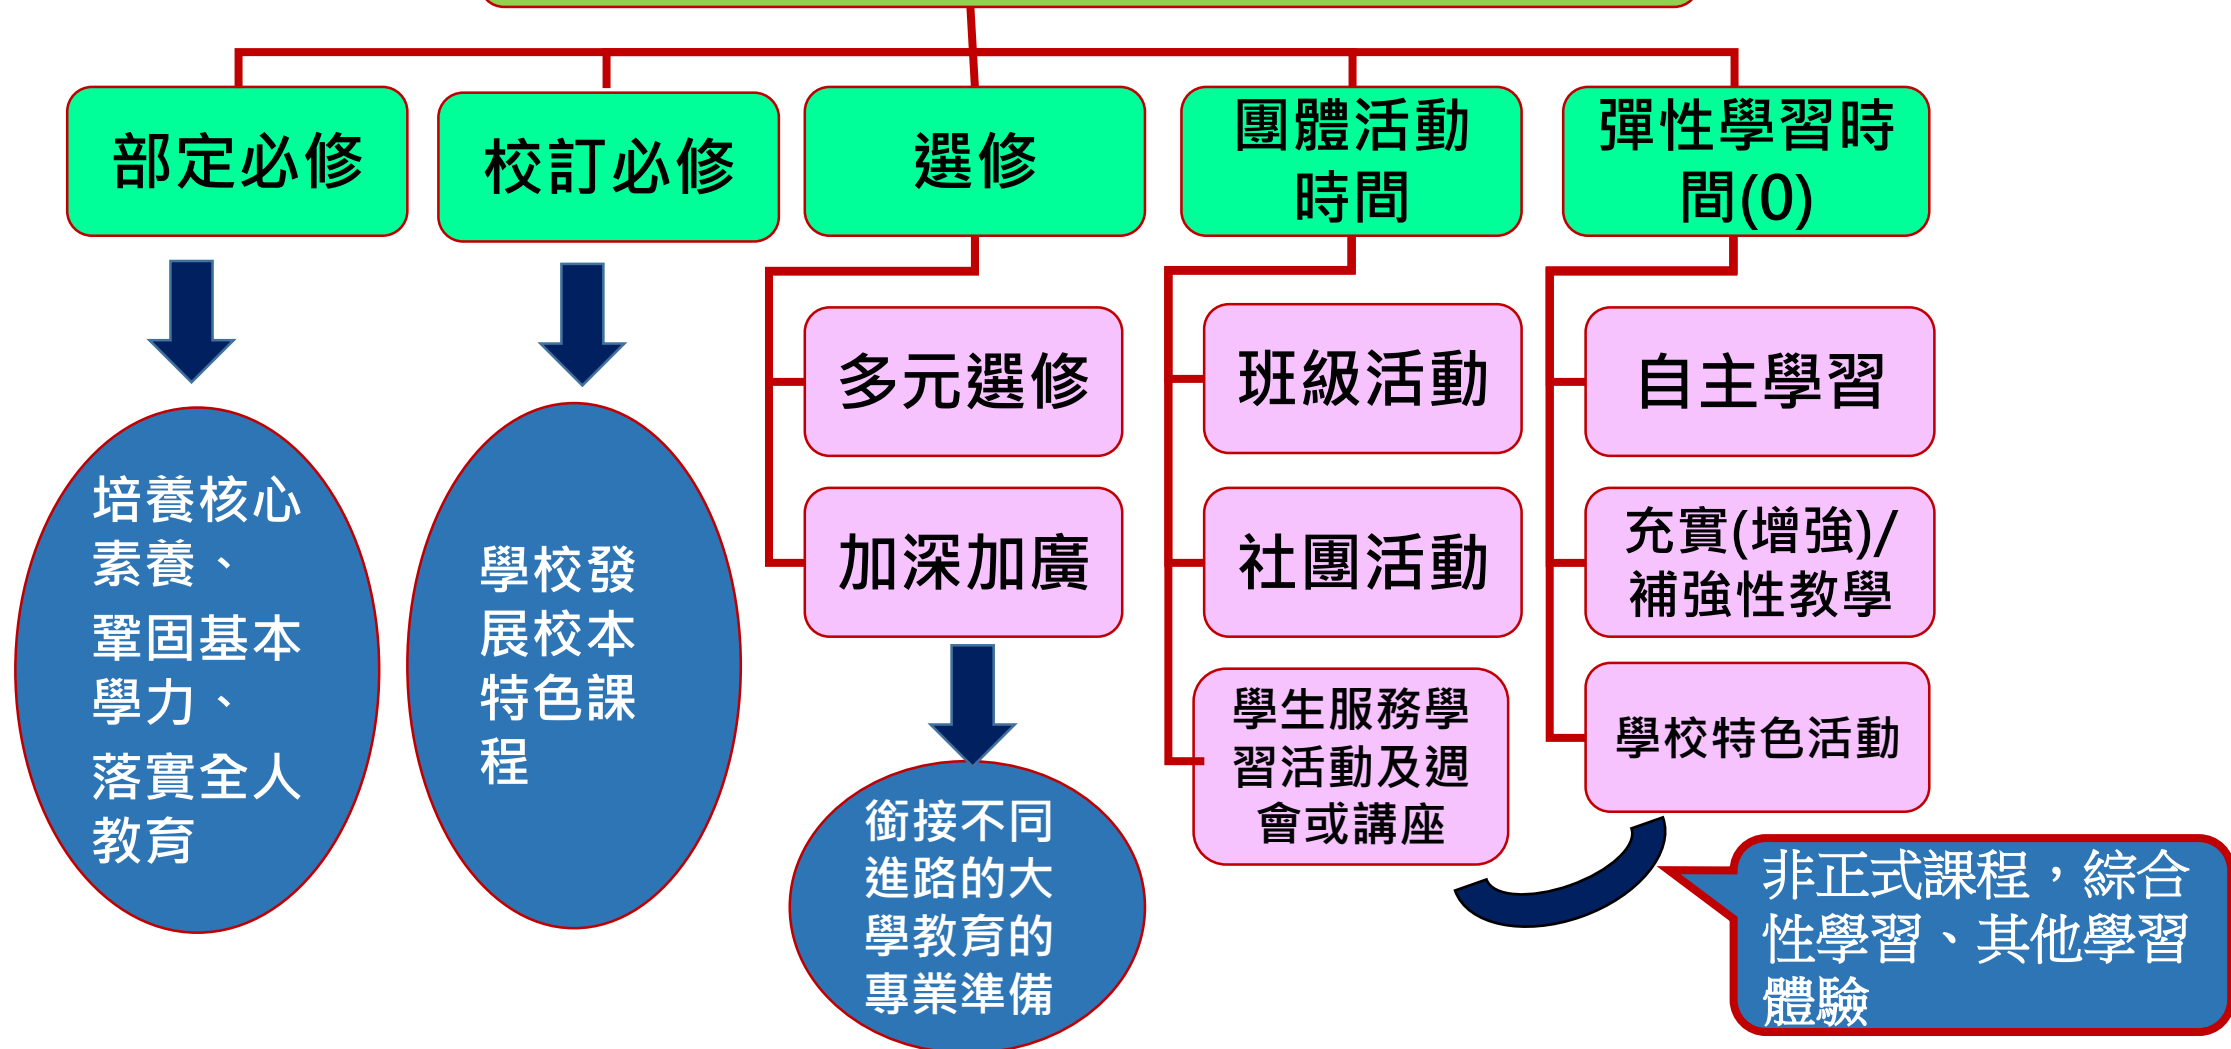 部定必修
校訂必修
選修
團體活動
時間
彈性學習時
間(0)
培養核心
素養、
鞏固基本
學力、
落實全人
教育
學校發
展校本
特色課
程
多元選修
加深加廣
銜接不同
進路的大
學教育的
專業準備
班級活動
社團活動
學生服務學
習活動及週
會或講座
自主學習
充實(增強)/
補強性教學
學校特色活動
非正式課程，綜合
性學習、其他學習
體驗